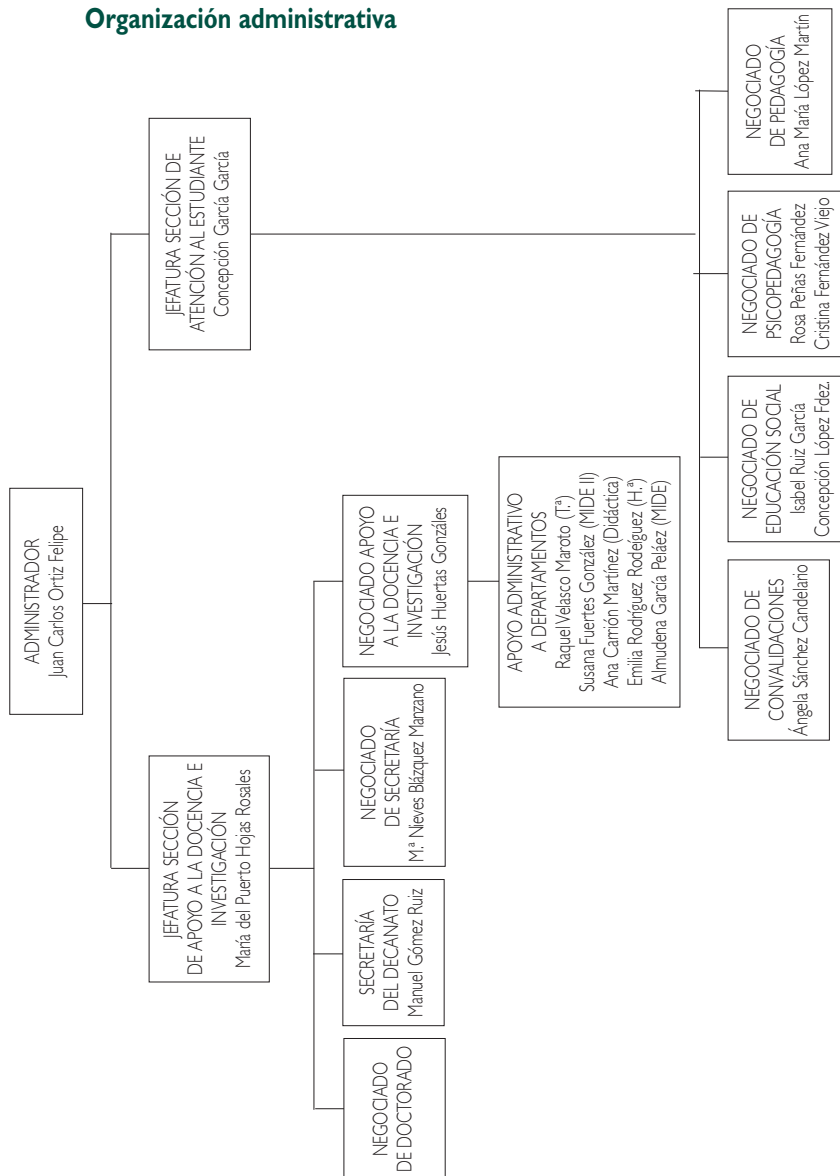 Organización administrativa
ADMINISTRADOR
Juan Carlos Ortiz Felipe
JEFATURA SECCIÓN
DE APOYO A LA DOCENCIA E
INVESTIGACIÓN
María del Puerto Hojas Rosales
JEFATURA SECCIÓN DE
ATENCIÓN AL ESTUDIANTE
Concepción García García
NEGOCIADO
DE DOCTORADO
SECRETARÍA
DEL DECANATO
Manuel Gómez Ruiz
NEGOCIADO
DE SECRETARÍA
M.ª Nieves Blázquez Manzano
NEGOCIADO APOYO
A LA DOCENCIA E
INVESTIGACIÓN
Jesús Huertas Gonzáles
APOYO ADMINISTRATIVO
A DEPARTAMENTOS
Raquel Velasco Maroto (T.ª)
Susana Fuertes González (MIDE II)
Ana Carrión Martínez (Didáctica)
Emilia Rodríguez Rodeíguez (H.ª)
Almudena García Peláez (MIDE)
NEGOCIADO DE
CONVALIDACIONES
Ángela Sánchez Candelario
NEGOCIADO DE
EDUCACIÓN SOCIAL
Isabel Ruiz García
Concepción López Fdez.
NEGOCIADO DE
PSICOPEDAGOGÍA
Rosa Peñas Fernández
Cristina Fernández Viejo
NEGOCIADO
DE PEDAGOGÍA
Ana María López Martín